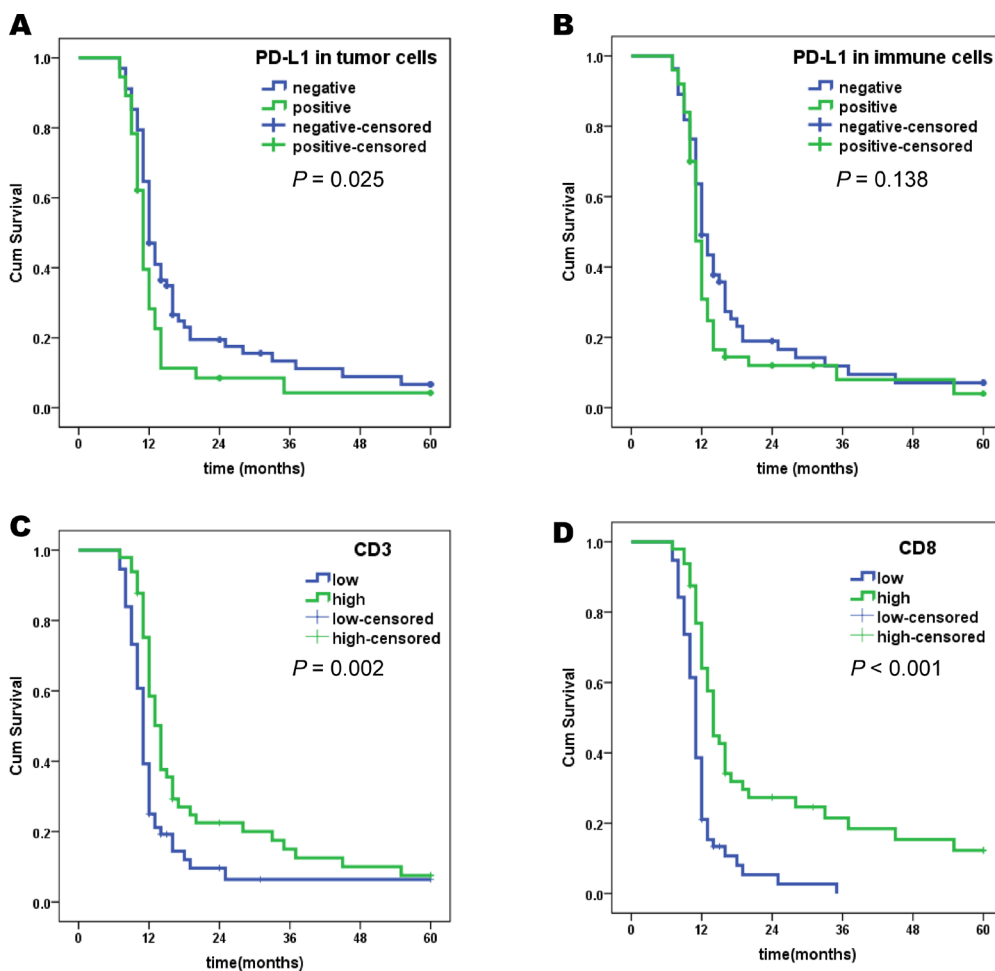 A
PD-L1 in tumor cells
negative
positive
negative-censored
positive-censored
P = 0.025
Cum Survival
1.0
0.8
0.6
0.4
0.2
0.0
0 12 24 36 48 60
time (months)
B
PD-L1 in immune cells
negative
positive
negative-censored
positive-censored
P = 0.138
Cum Survival
1.0
0.8
0.6
0.4
0.2
0.0
0 12 24 36 48 60
time (months)
C
CD3
low
high
low-censored
high-censored
P = 0.002
Cum Survival
1.0
0.8
0.6
0.4
0.2
0.0
0 12 24 36 48 60
time(months)
D
CD8
low
high
low-censored
high-censored
P < 0.001
Cum Survival
1.0
0.8
0.6
0.4
0.2
0.0
0 12 24 36 48 60
time(months)